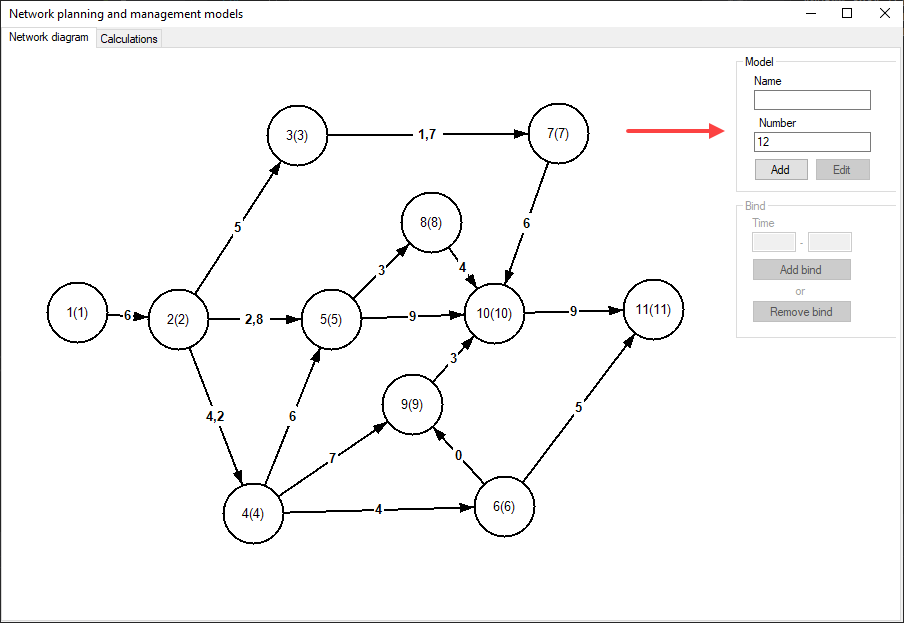 Network planning and management models
Network diagram Calculations
Model
Name
Number
12
Add Edit
Bind
Time
-
Add bind
or
Remove bind
3(3) 1,7 7(7)
5 8(8) 6
3 4
1(1) 6 2(2) 2,8 5(5) 9 10(10) 9 11(11)
3
4,2 6 9(9) 5
7 0
4(4) 4 6(6)